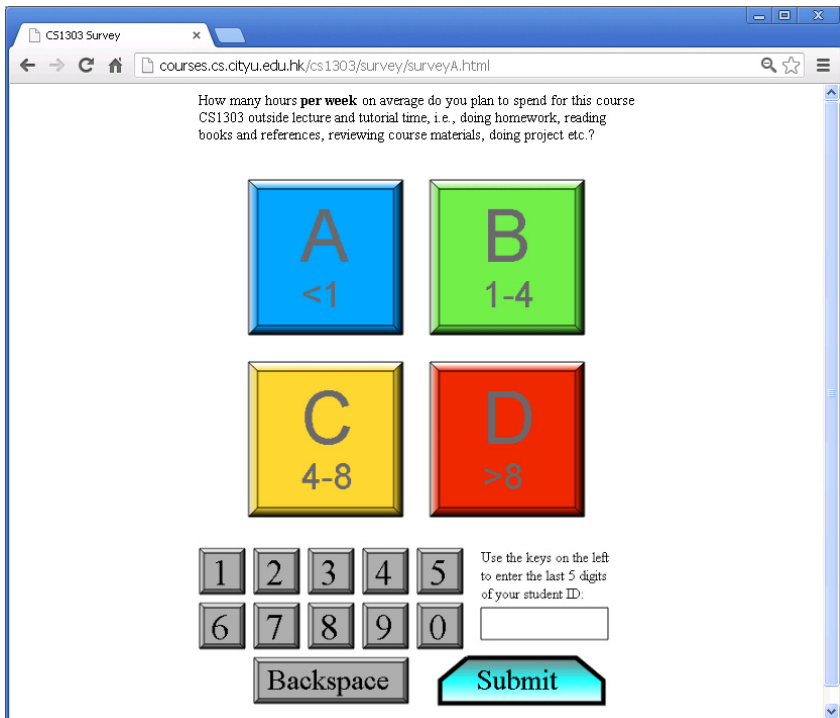 CS1303 Survey
courses.cs.cityu.edu.hk/cs1303/survey/surveyA.html
How many hours per week on average do you plan to spend for this course
CS1303 outside lecture and tutorial time, i.e., doing homework, reading
books and references, reviewing course materials, doing project etc.?
A
<1
B
1-4
C
4-8
D
>8
1 2 3 4 5
6 7 8 9 0
Use the keys on the left
to enter the last 5 digits
of your student ID:
Backspace
Submit